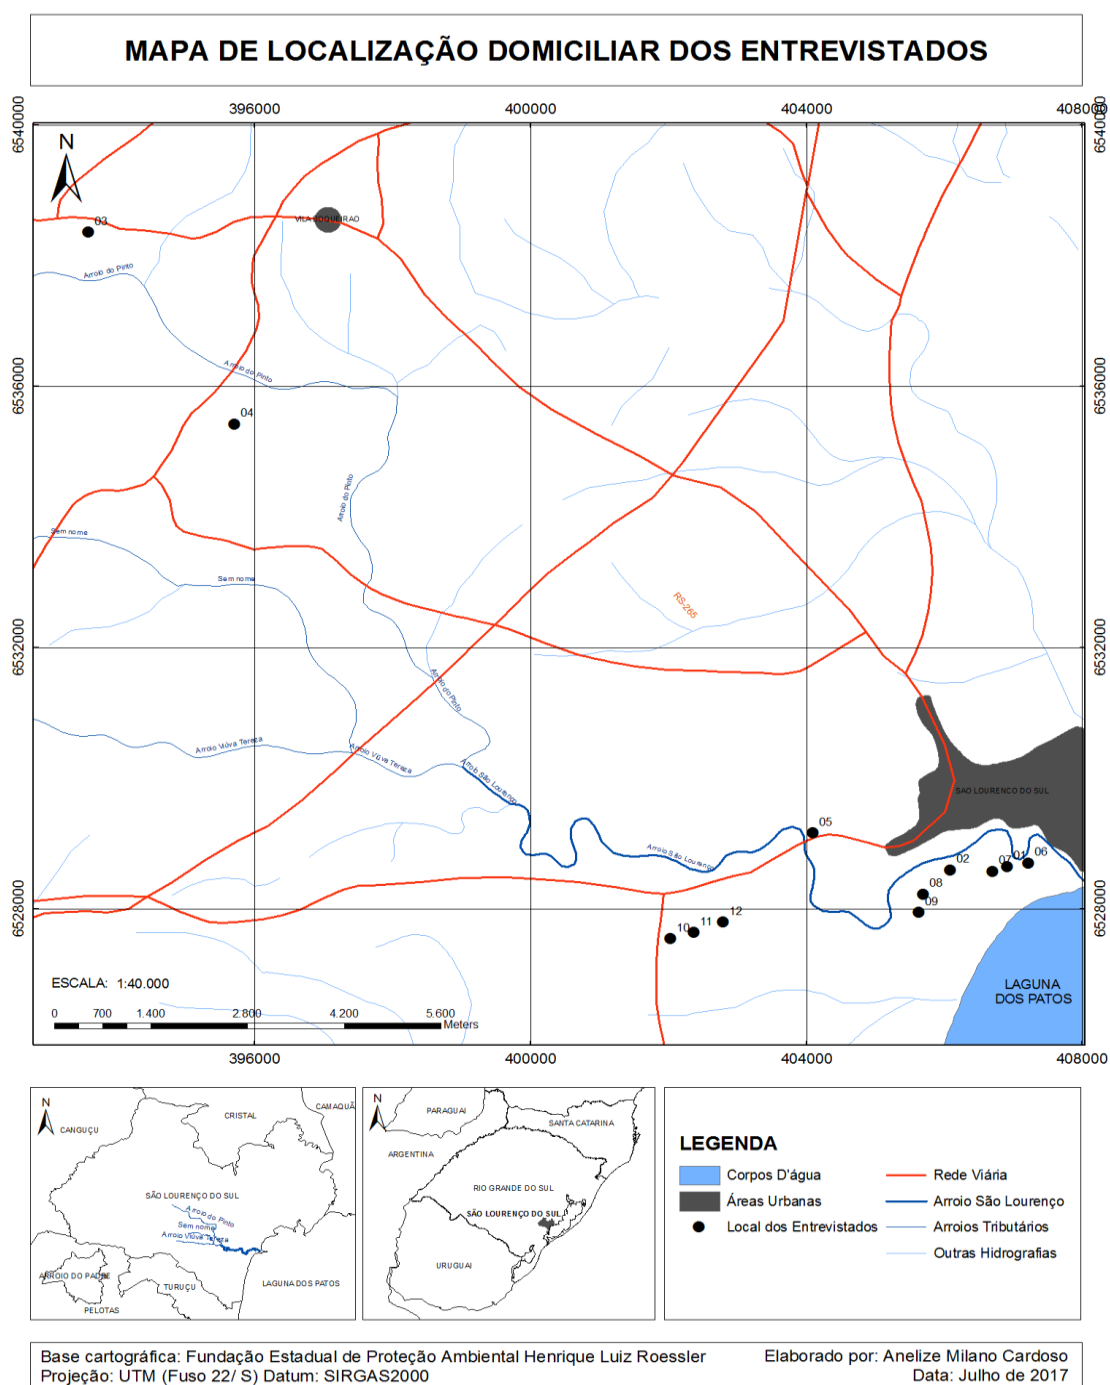 MAPA DE LOCALIZAÇÃO DOMICILIAR DOS ENTREVISTADOS
396000
400000
404000
408000
6540000
6540000
N
03
VILA COQUEIRAO
Arroio do Pinto
Arroio do Pinto
6536000
6536000
04
Arroio do Pinto
Sem nome
Sem nome
RS-265
6532000
6532000
Arroio do Pinto
Arroio Viúva Tereza
Arroio Viúva Tereza
Arroio São Lourenço
SAO LOURENCO DO SUL
05
Arroio São Lourenço
02
07
01
06
08
09
6528000
6528000
10
11
12
ESCALA: 1:40.000
0 700 1.400 2.800 4.200 5.600
Meters
LAGUNA
DOS PATOS
396000
400000
404000
408000
N
CANGUÇU
CRISTAL
CAMAQUÃ
SÃO LOURENÇO DO SUL
Arroio do Pinto
Sem nome
Arroio Viúva Tereza
ARROIO DO PADRE
TURUÇU
LAGUNA DOS PATOS
PELOTAS
N
PARAGUAI
SANTA CATARINA
ARGENTINA
RIO GRANDE DO SUL
SÃO LOURENÇO DO SUL
URUGUAI
LEGENDA
Corpos D'água
Áreas Urbanas
Local dos Entrevistados
Rede Viária
Arroio São Lourenço
Arroios Tributários
Outras Hidrografias
Base cartográfica: Fundação Estadual de Proteção Ambiental Henrique Luiz Roessler
Projeção: UTM (Fuso 22/ S) Datum: SIRGAS2000
Elaborado por: Anelize Milano Cardoso
Data: Julho de 2017